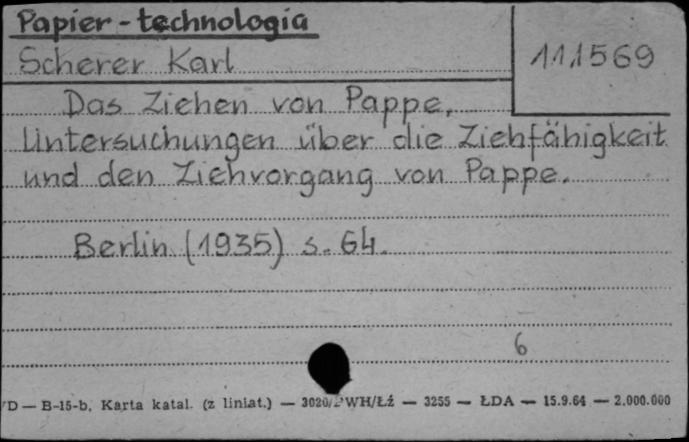 Papier-technologia
Scherer Karl
111569
Das Ziehen von Pappe.
Untersuchungen über die Ziehfähigkeit
und den Ziehvorgang von Pappe.
Berlin (1935) s. 64.
6
/D — B-15-b, Karta katal. (z liniat.) — 3020/PWH/Łź — 3255 — ŁDA — 15.9.64 — 2.000.000